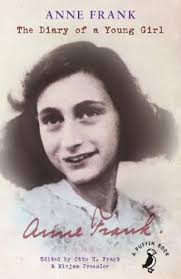 ANNE FRANK
The Diary of a Young Girl
Anne Frank.
Edited by Otto H. Frank
& Mirjam Pressler
A PUFFIN BOOK